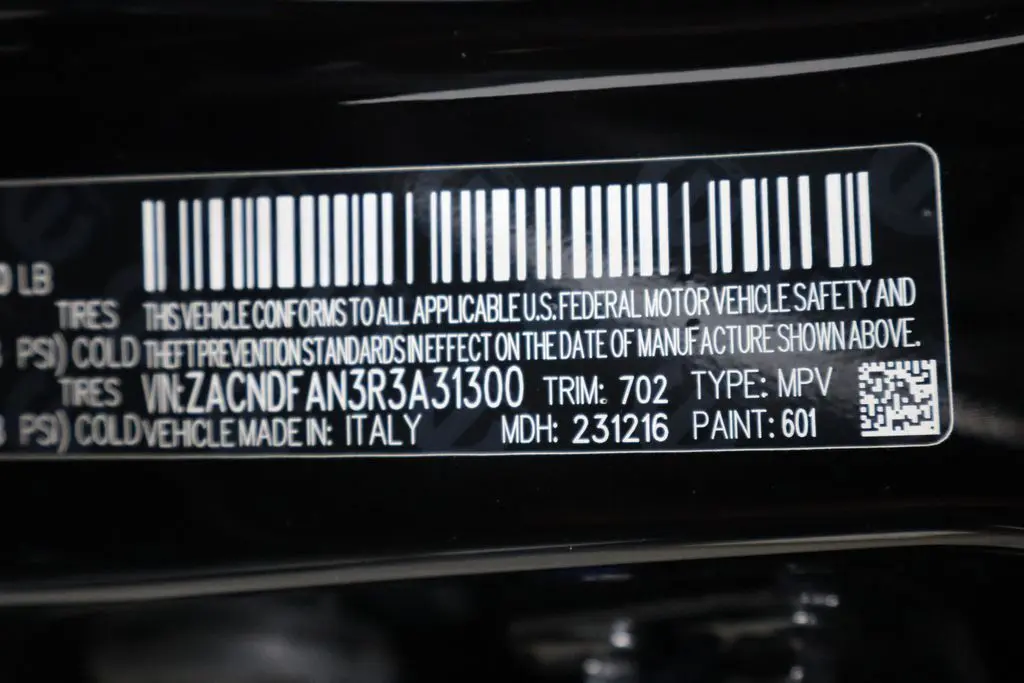 0 LB
TIRES THIS VEHICLE CONFORMS TO ALL APPLICABLE U.S. FEDERAL MOTOR VEHICLE SAFETY AND
PSI) COLD THEFT PREVENTION STANDARDS IN EFFECT ON THE DATE OF MANUFACTURE SHOWN ABOVE.
TIRES VIN: ZACNDFAN3R3A31300 TRIM: 702 TYPE: MPV
PSI) COLD VEHICLE MADE IN: ITALY MDH: 231216 PAINT: 601